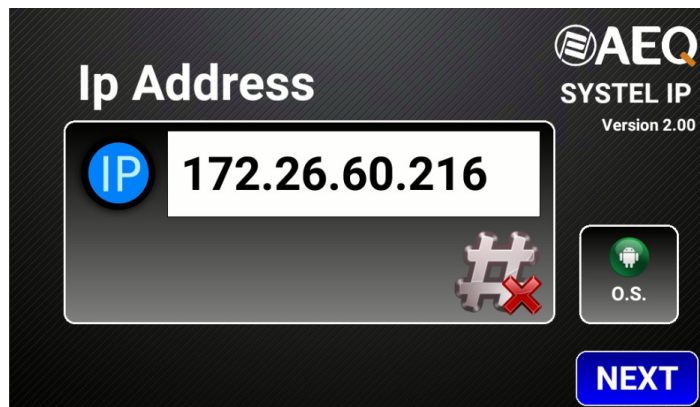 AEQ
Ip Address
SYSTEL IP
Version 2.00
IP
172.26.60.216
#
O.S.
NEXT